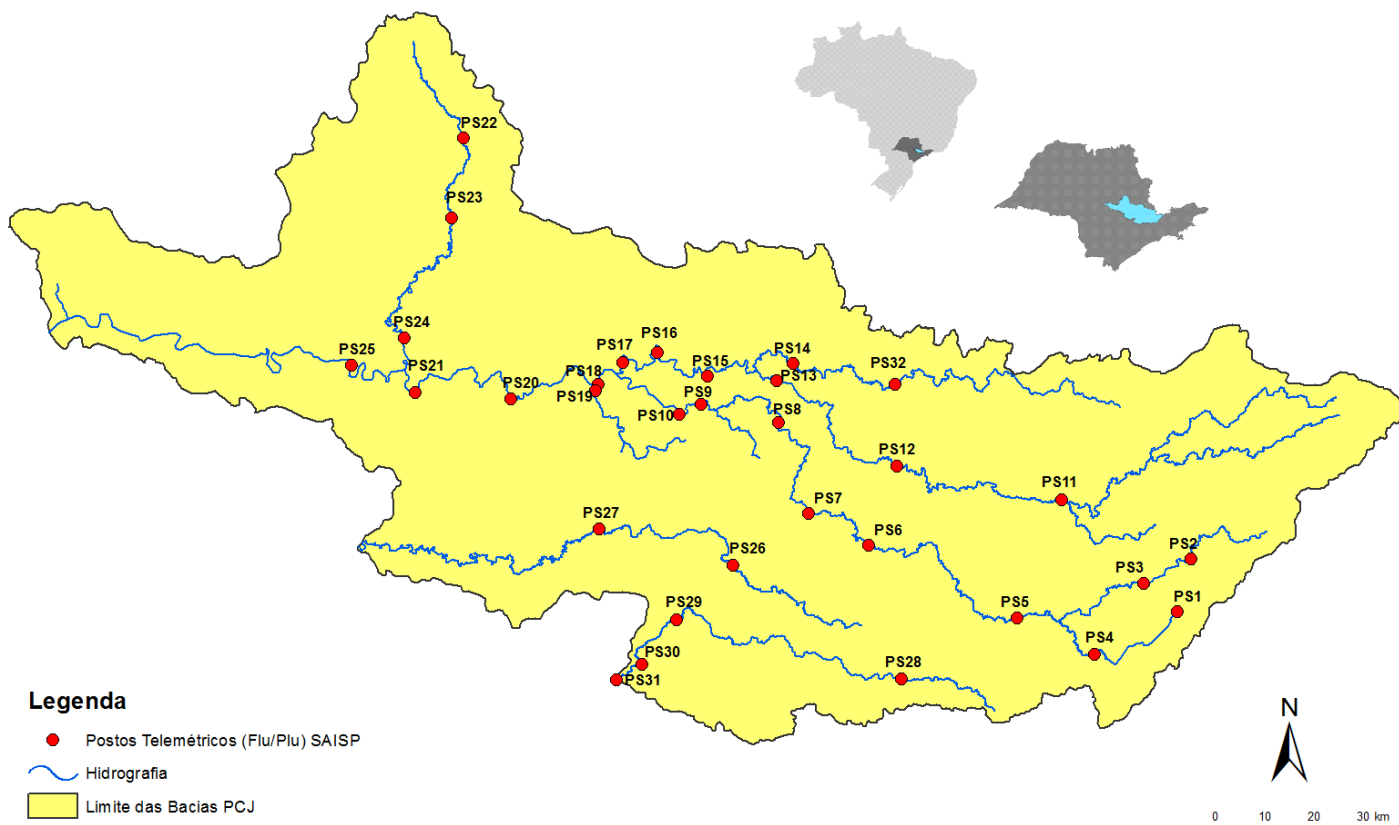 PS22
PS23
PS24
PS25
PS21
PS20
PS18
PS19
PS17
PS16
PS15
PS14
PS13
PS32
PS9
PS10
PS8
PS12
PS11
PS7
PS6
PS2
PS3
PS1
PS5
PS4
PS27
PS26
PS29
PS30
PS31
PS28
Legenda
Postos Telemétricos (Flu/Plu) SAISP
Hidrografia
Limite das Bacias PCJ
N
0 10 20 30 km